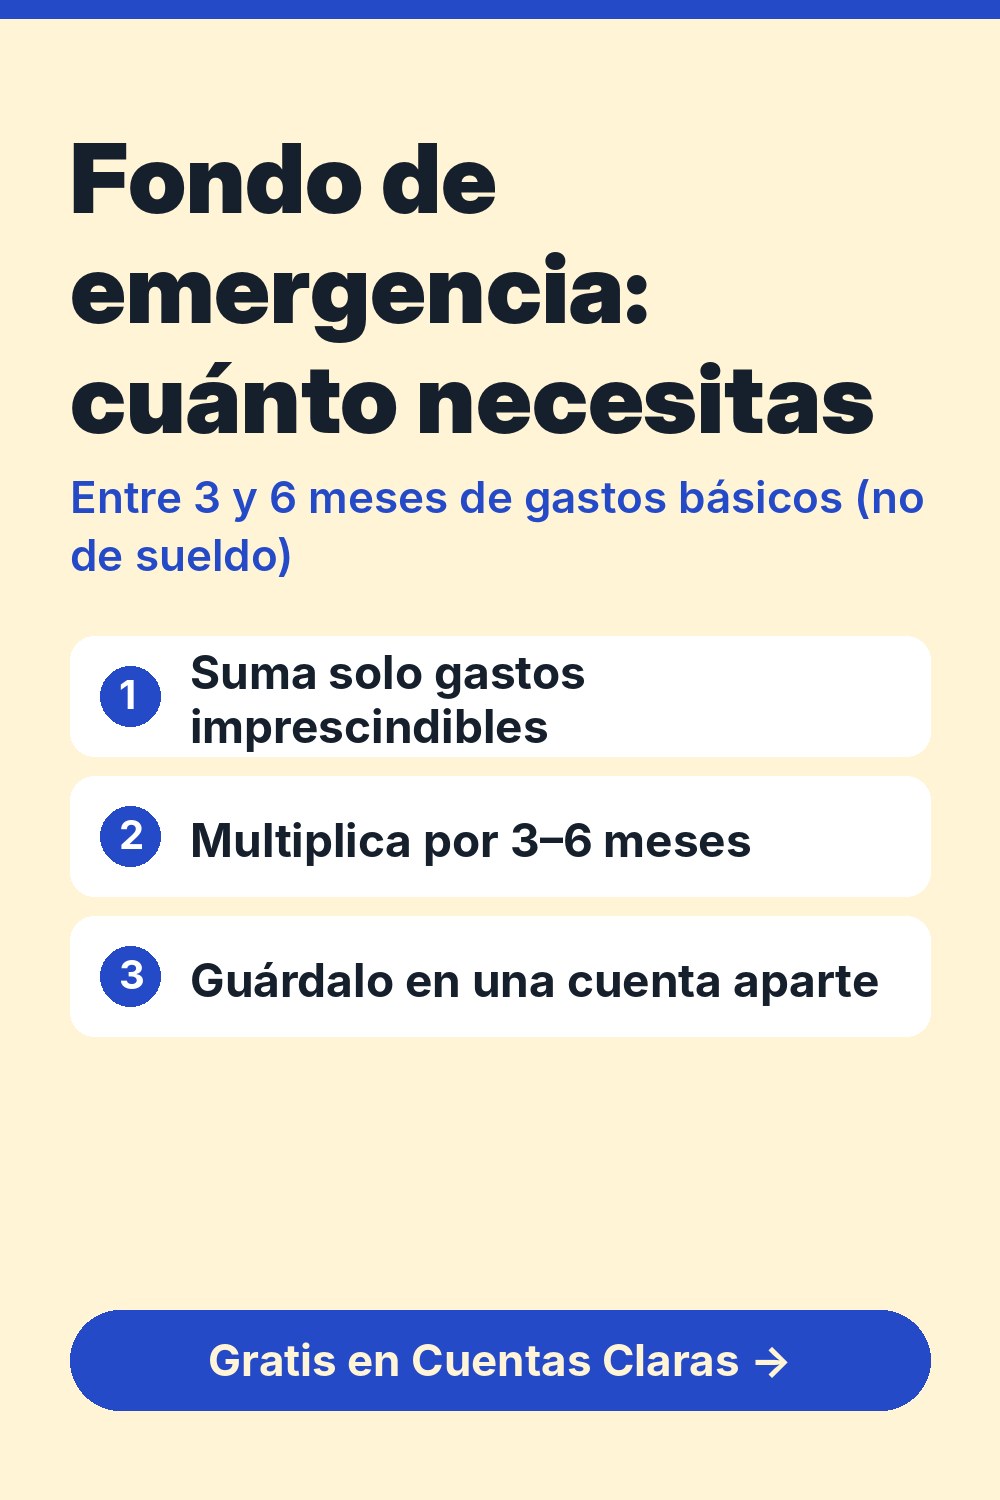 Fondo de
emergencia:
cuánto necesitas
Entre 3 y 6 meses de gastos básicos (no
de sueldo)
1 Suma solo gastos
imprescindibles
2 Multiplica por 3–6 meses
3 Guárdalo en una cuenta aparte
Gratis en Cuentas Claras →